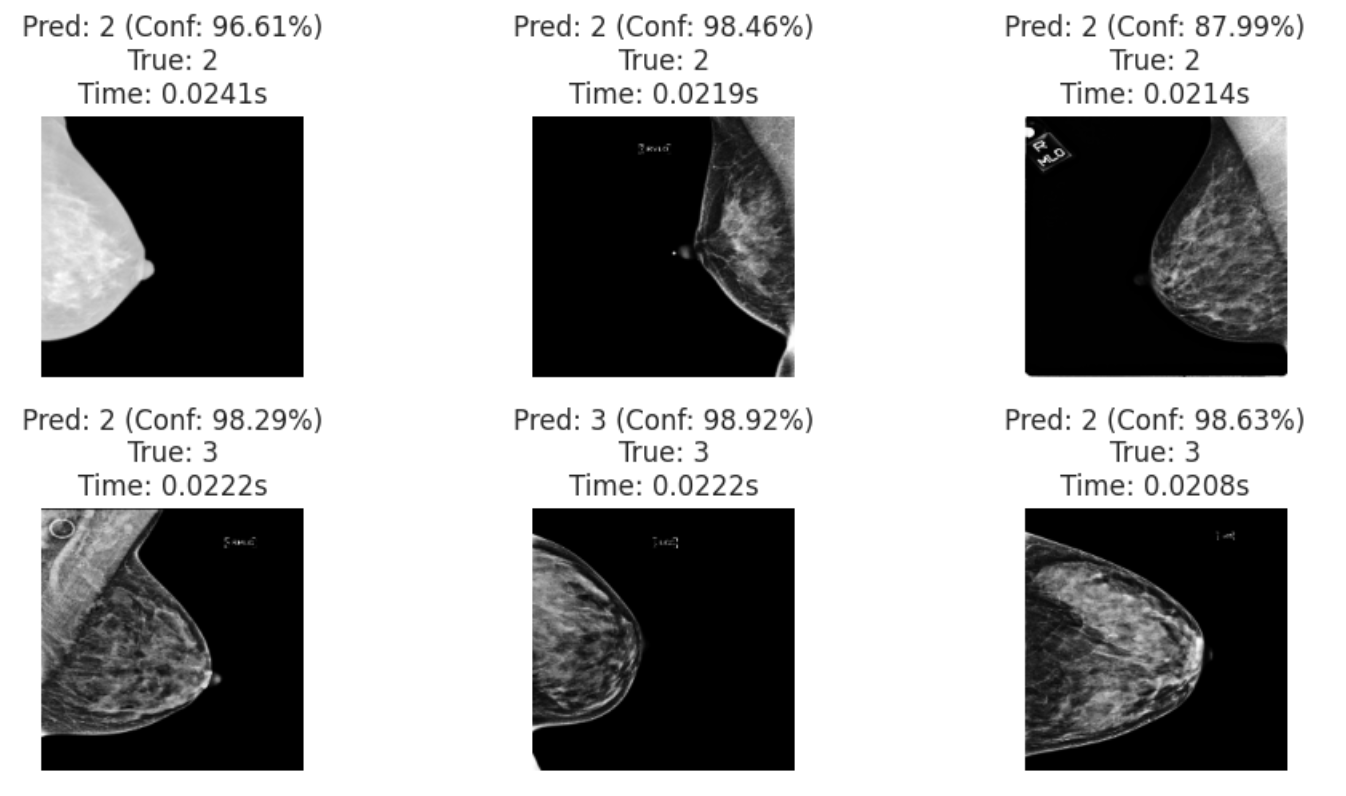 Pred: 2 (Conf: 96.61%)
True: 2
Time: 0.0241s
Pred: 2 (Conf: 98.46%)
True: 2
Time: 0.0219s
Pred: 2 (Conf: 87.99%)
True: 2
Time: 0.0214s
R
MLO
Pred: 2 (Conf: 98.29%)
True: 3
Time: 0.0222s
Pred: 3 (Conf: 98.92%)
True: 3
Time: 0.0222s
Pred: 2 (Conf: 98.63%)
True: 3
Time: 0.0208s